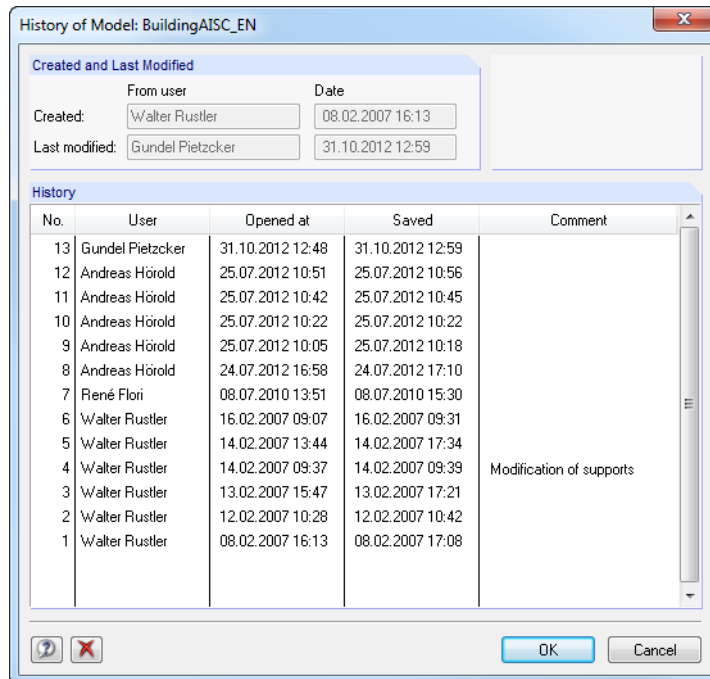 History of Model: BuildingAISC_EN
Created and Last Modified
From user Date
Created: Walter Rustler 08.02.2007 16:13
Last modified: Gundel Pietzcker 31.10.2012 12:59
History
No. User Opened at Saved Comment
13 Gundel Pietzcker 31.10.2012 12:48 31.10.2012 12:59
12 Andreas Hörold 25.07.2012 10:51 25.07.2012 10:56
11 Andreas Hörold 25.07.2012 10:42 25.07.2012 10:45
10 Andreas Hörold 25.07.2012 10:22 25.07.2012 10:22
9 Andreas Hörold 25.07.2012 10:05 25.07.2012 10:18
8 Andreas Hörold 24.07.2012 16:58 24.07.2012 17:10
7 René Flori 08.07.2010 13:51 08.07.2010 15:30
6 Walter Rustler 16.02.2007 09:07 16.02.2007 09:31
5 Walter Rustler 14.02.2007 13:44 14.02.2007 17:34
4 Walter Rustler 14.02.2007 09:37 14.02.2007 09:39 Modification of supports
3 Walter Rustler 13.02.2007 15:47 13.02.2007 17:21
2 Walter Rustler 12.02.2007 10:28 12.02.2007 10:42
1 Walter Rustler 08.02.2007 16:13 08.02.2007 17:08
OK Cancel